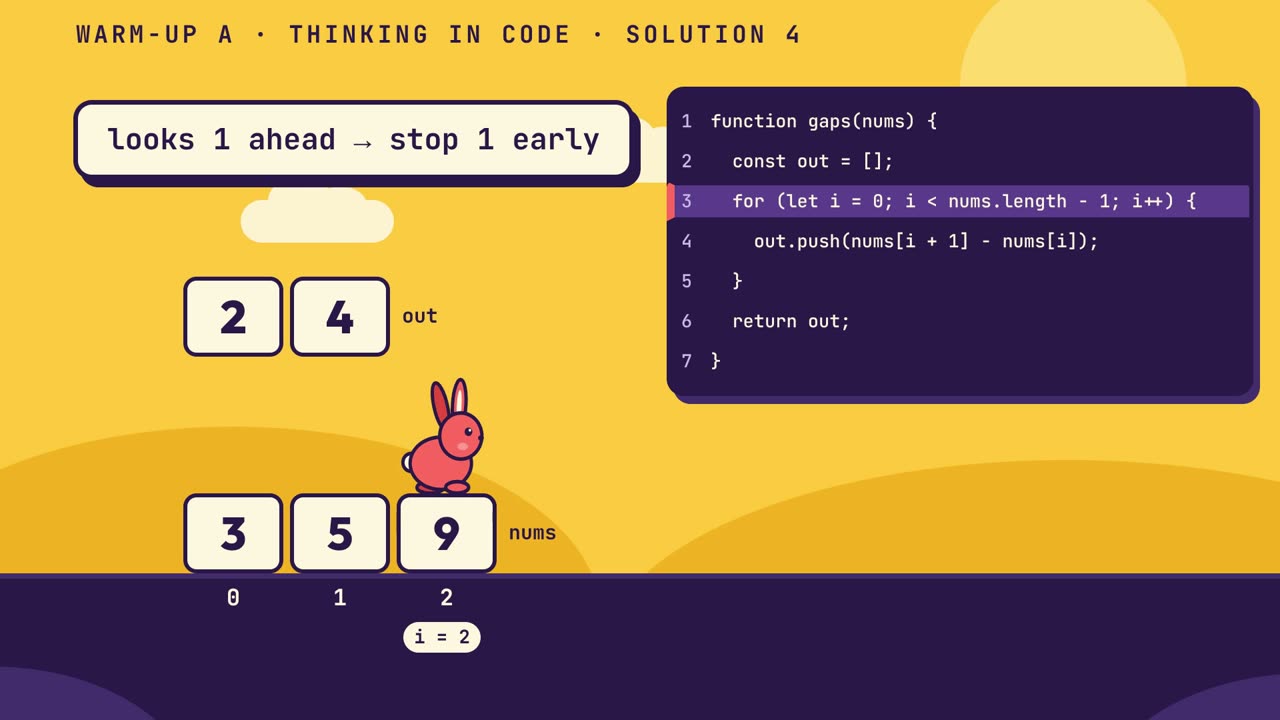 WARM-UP A · THINKING IN CODE · SOLUTION 4
looks 1 ahead → stop 1 early
1 function gaps(nums) {
2 const out = [];
3 for (let i = 0; i < nums.length - 1; i++) {
4 out.push(nums[i + 1] - nums[i]);
5 }
6 return out;
7 }
2 4 out
3 5 9 nums
0 1 2
i = 2